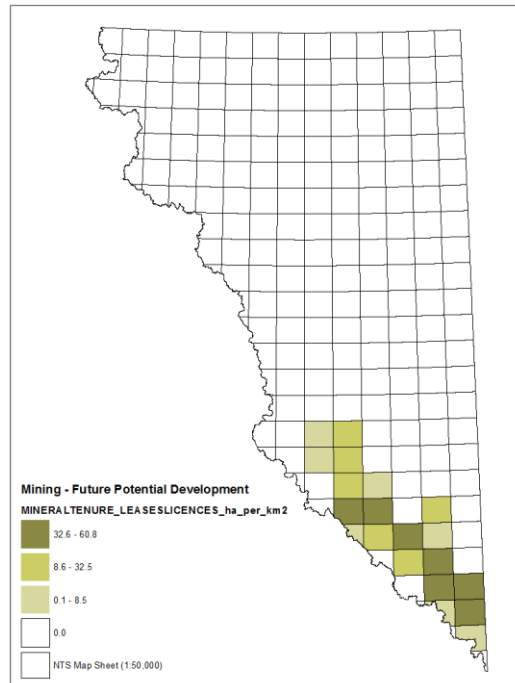 Mining - Future Potential Development
MINERALTENURE_LEASESLICENCES_ha_per_km2
32.6 - 60.8
8.6 - 32.5
0.1 - 8.5
0.0
NTS Map Sheet (1:50,000)